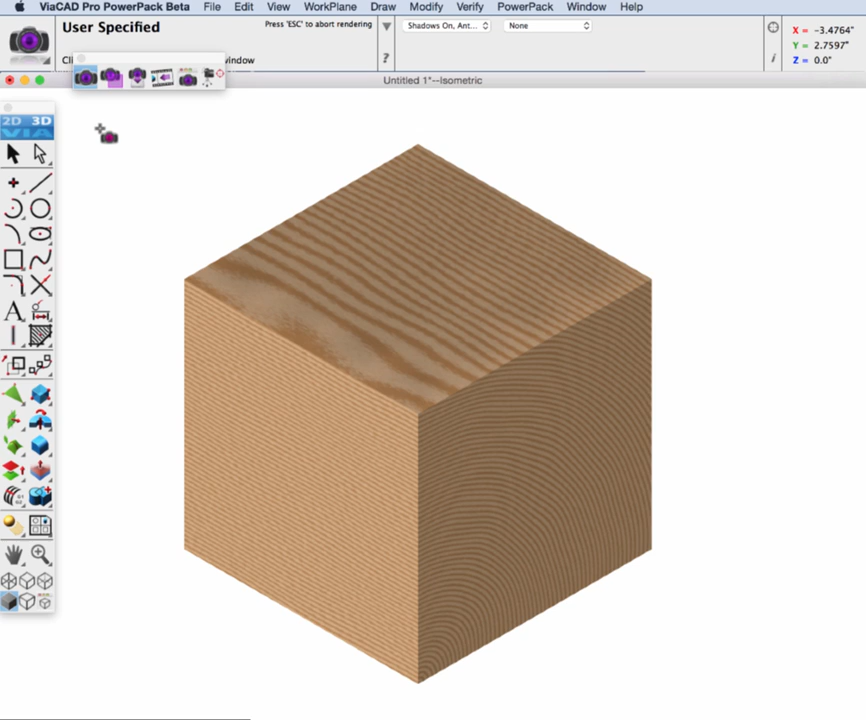 ViaCAD Pro PowerPack Beta File Edit View WorkPlane Draw Modify Verify PowerPack Window Help
User Specified
Press 'ESC' to abort rendering
Shadows On, Ant...
None
X = -3.4764"
Y = 2.7597"
Z = 0.0"
?
i
Untitled 1"--Isometric
2D 3D
VIA
A